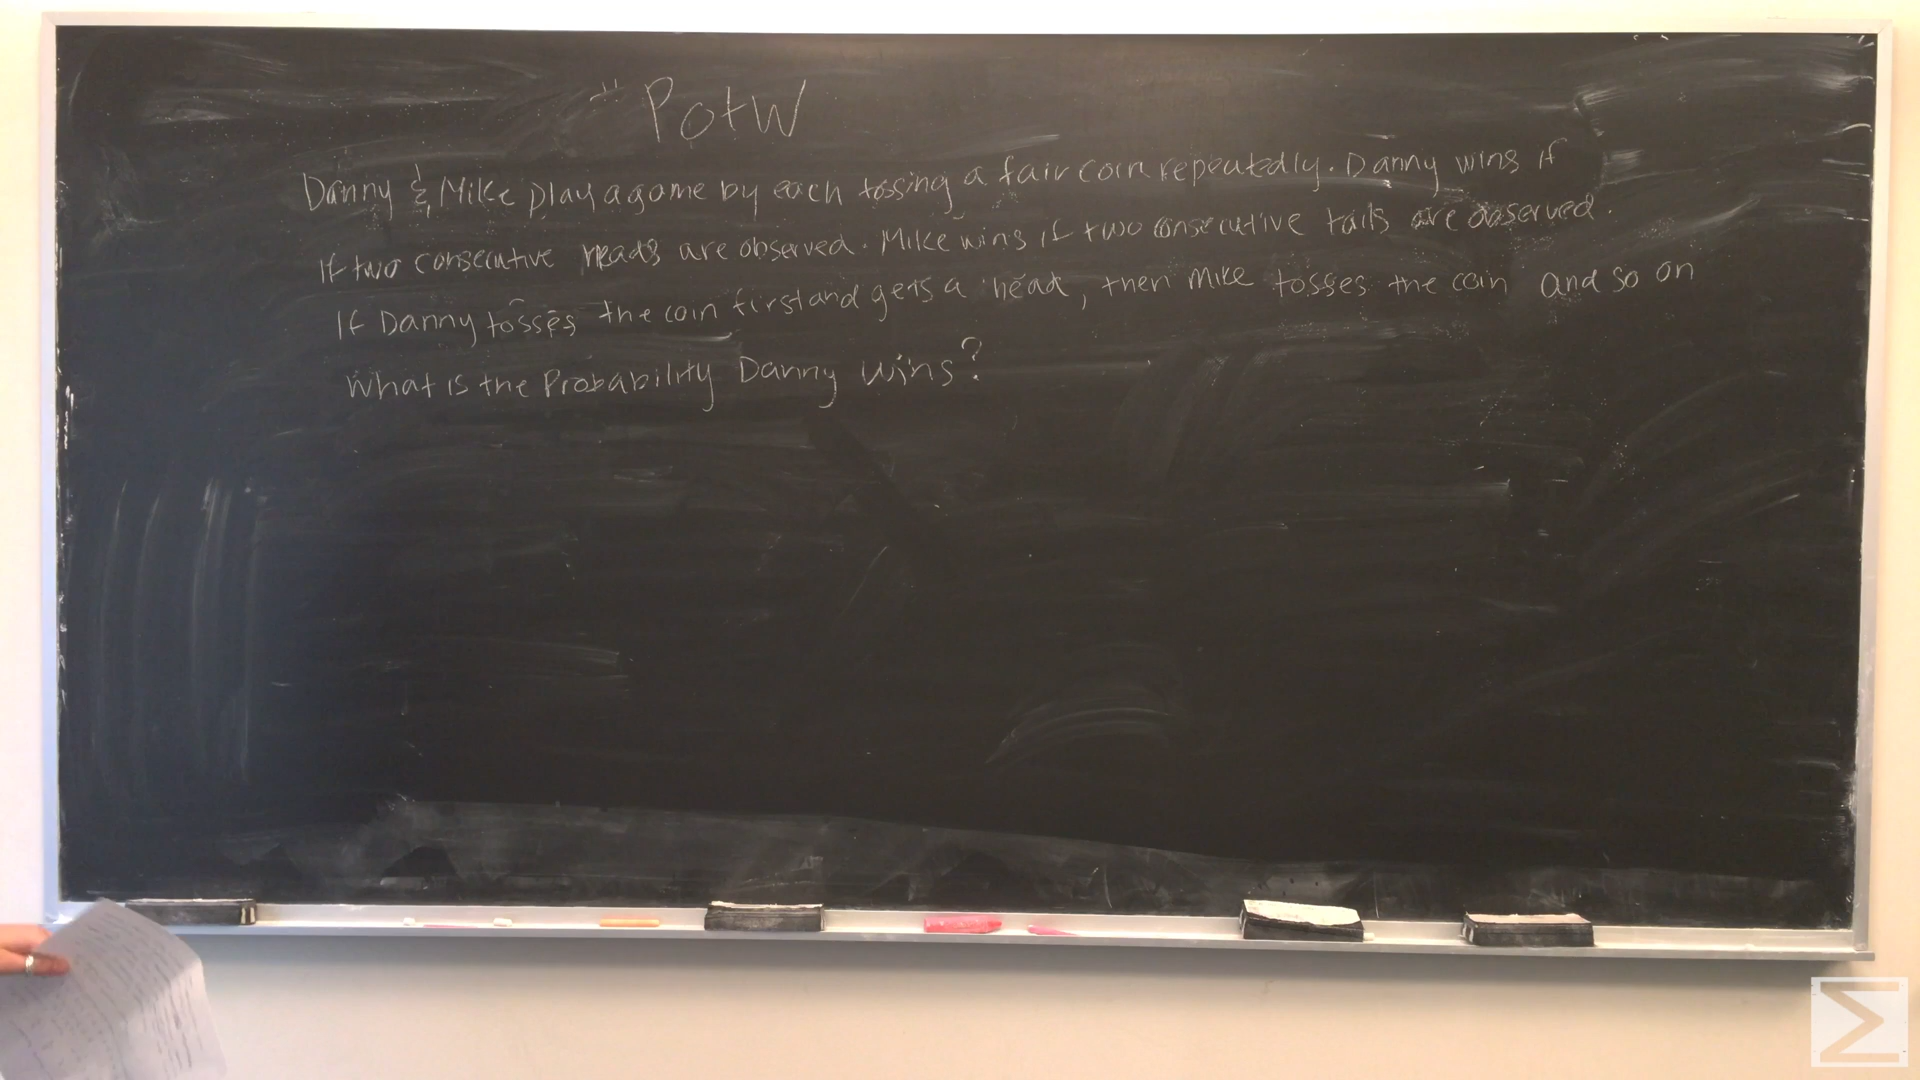 # PotW
Danny & Mike play a game by each tossing a fair coin repeatedly. Danny wins if
if two consecutive heads are observed. Mike wins if two consecutive tails are observed.
If Danny tosses the coin first and gets a head, then Mike tosses the coin and so on
What is the Probability Danny wins?